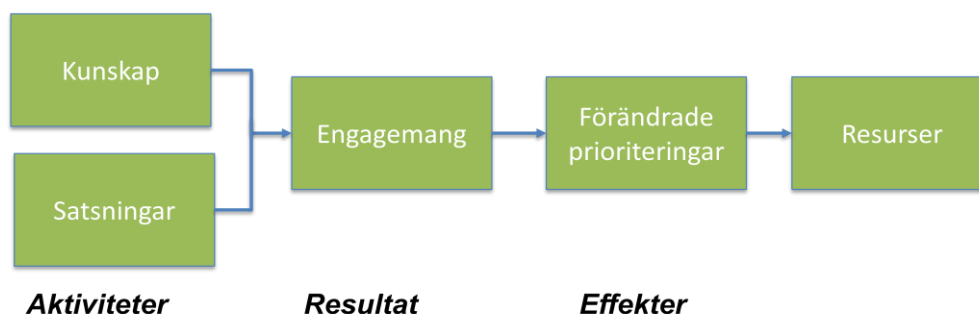 Kunskap
Satsningar
Engagemang
Förändrade
prioriteringar
Resurser
Aktiviteter
Resultat
Effekter